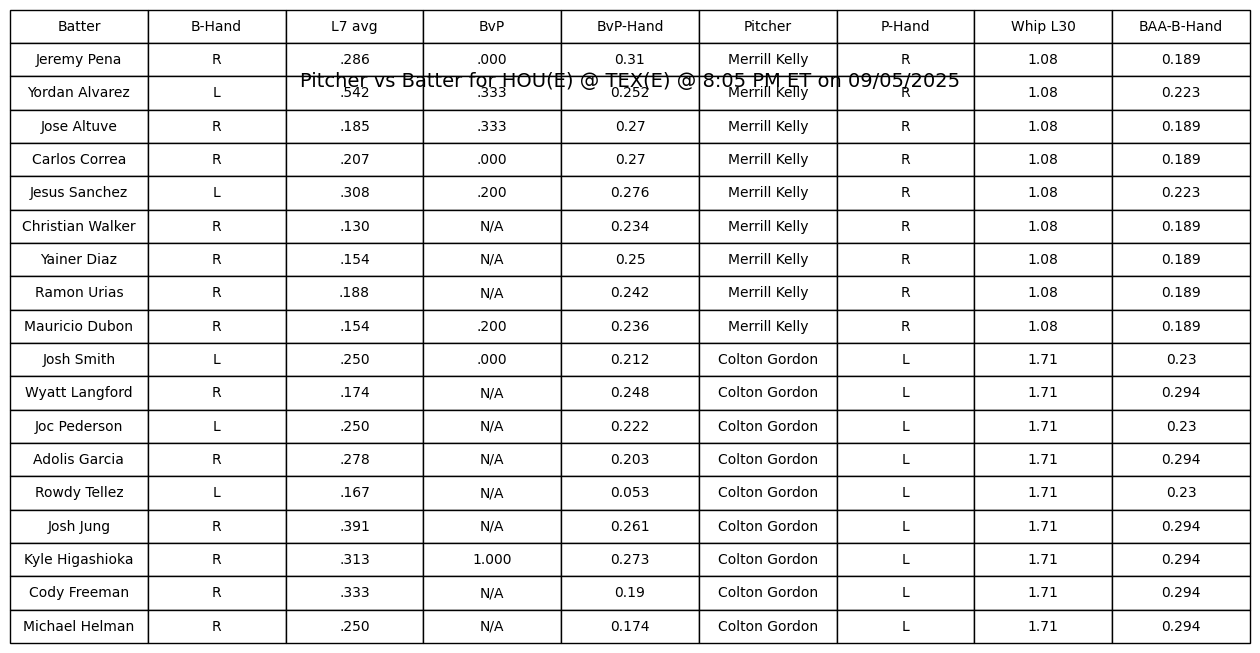 Batter B-Hand L7 avg BvP BvP-Hand Pitcher P-Hand Whip L30 BAA-B-Hand
Jeremy Pena R .286 .000 0.31 Merrill Kelly R 1.08 0.189
Pitcher vs Batter for HOU(E) @ TEX(E) @ 8:05 PM ET on 09/05/2025
Yordan Alvarez L .542 .333 0.252 Merrill Kelly R 1.08 0.223
Jose Altuve R .185 .333 0.27 Merrill Kelly R 1.08 0.189
Carlos Correa R .207 .000 0.27 Merrill Kelly R 1.08 0.189
Jesus Sanchez L .308 .200 0.276 Merrill Kelly R 1.08 0.223
Christian Walker R .130 N/A 0.234 Merrill Kelly R 1.08 0.189
Yainer Diaz R .154 N/A 0.25 Merrill Kelly R 1.08 0.189
Ramon Urias R .188 N/A 0.242 Merrill Kelly R 1.08 0.189
Mauricio Dubon R .154 .200 0.236 Merrill Kelly R 1.08 0.189
Josh Smith L .250 .000 0.212 Colton Gordon L 1.71 0.23
Wyatt Langford R .174 N/A 0.248 Colton Gordon L 1.71 0.294
Joc Pederson L .250 N/A 0.222 Colton Gordon L 1.71 0.23
Adolis Garcia R .278 N/A 0.203 Colton Gordon L 1.71 0.294
Rowdy Tellez L .167 N/A 0.053 Colton Gordon L 1.71 0.23
Josh Jung R .391 N/A 0.261 Colton Gordon L 1.71 0.294
Kyle Higashioka R .313 1.000 0.273 Colton Gordon L 1.71 0.294
Cody Freeman R .333 N/A 0.19 Colton Gordon L 1.71 0.294
Michael Helman R .250 N/A 0.174 Colton Gordon L 1.71 0.294